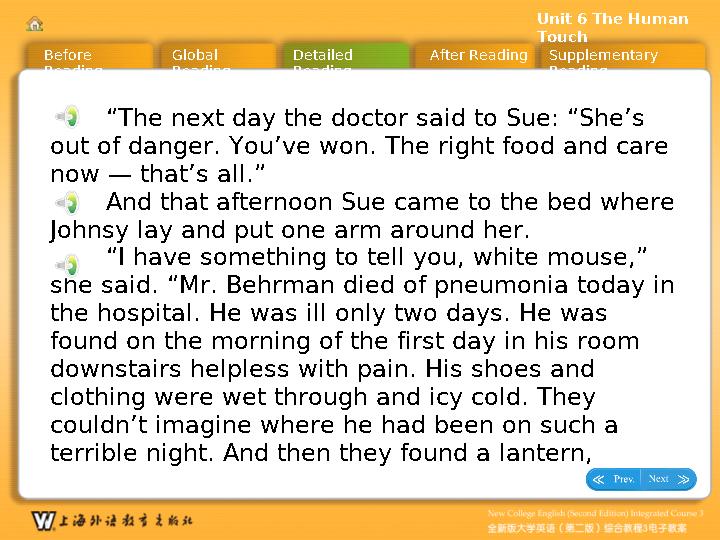 Unit 6 The Human
Touch
Before
Reading
Global
Reading
Detailed
Reading
After Reading
Supplementary
Reading
“The next day the doctor said to Sue: “She’s
out of danger. You’ve won. The right food and care
now — that’s all.”
And that afternoon Sue came to the bed where
Johnsy lay and put one arm around her.
“I have something to tell you, white mouse,”
she said. “Mr. Behrman died of pneumonia today in
the hospital. He was ill only two days. He was
found on the morning of the first day in his room
downstairs helpless with pain. His shoes and
clothing were wet through and icy cold. They
couldn’t imagine where he had been on such a
terrible night. And then they found a lantern,
Prev. Next
上海外语教育出版社
New College English (Second Edition) Integrated Course 3
全新版大学英语（第二版）综合教程3电子教案